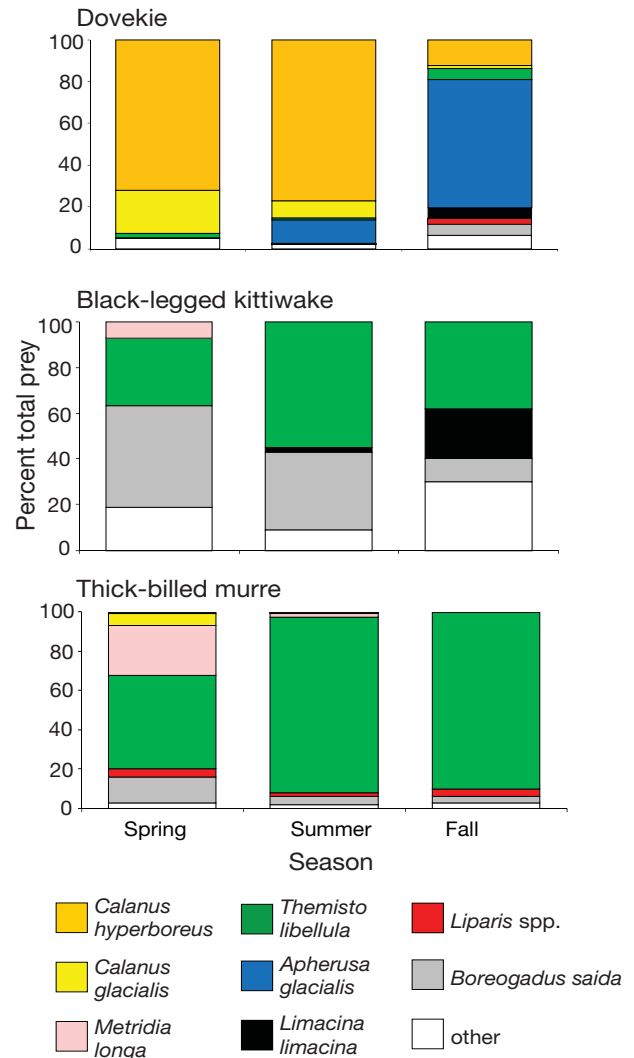 Dovekie
100
80
60
40
20
0
Black-legged kittiwake
100
80
60
40
20
0
Percent total prey
Thick-billed murre
100
80
60
40
20
0
Spring Summer Fall
Season
Calanus
hyperboreus
Themisto
libellula
Liparis spp.
Calanus
glacialis
Apherusa
glacialis
Boreogadus saida
Metridia
longa
Limacina
limacina
other